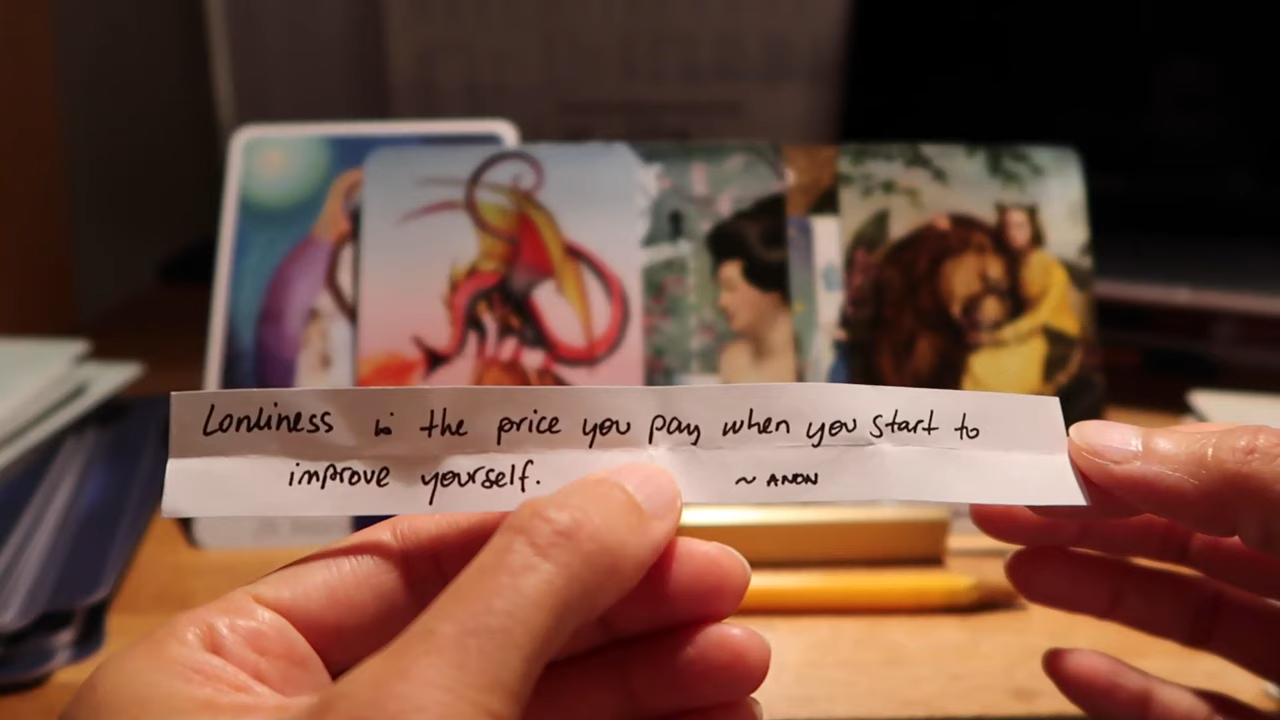 Lonliness is the price you pay when you start to
improve yourself.
~ ANON